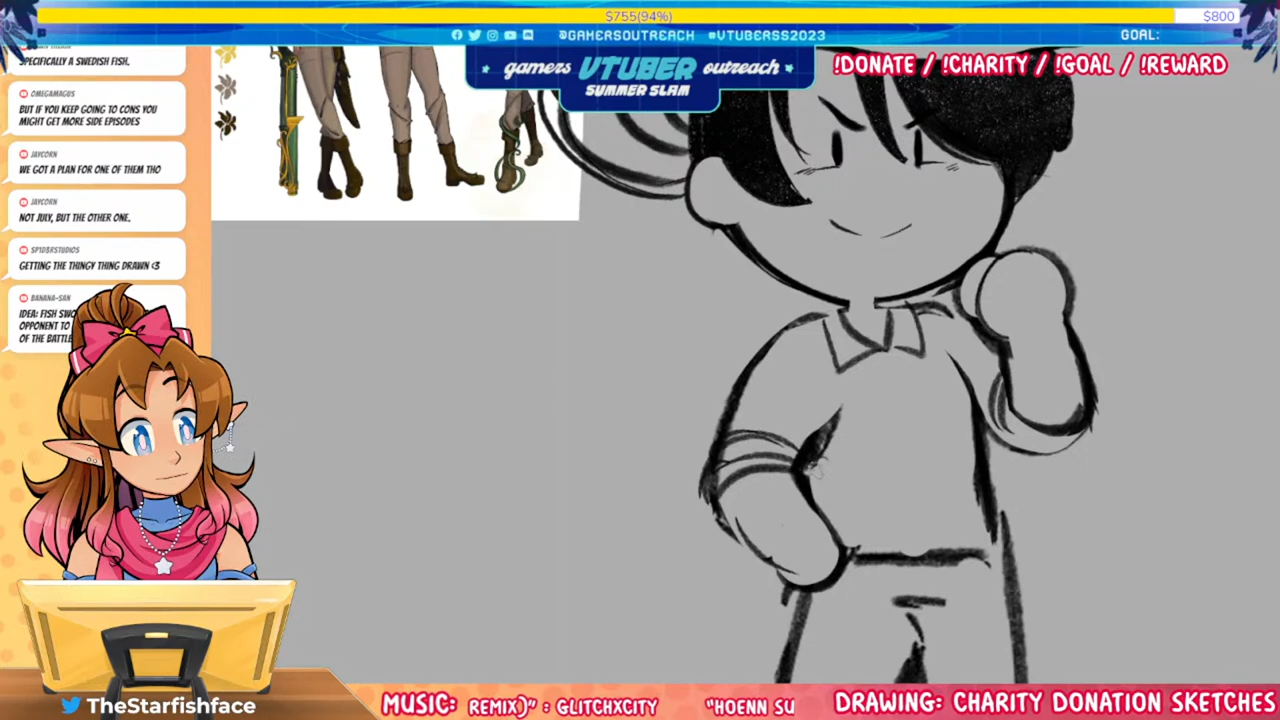 $755(94%)
$800
@GAMERSOUTREACH
#VTUBERSS2023
GOAL:
gamers VTUBER outreach
SUMMER SLAM
!DONATE / !CHARITY / !GOAL / !REWARD
SPECIFICALLY A SWEDISH FISH.
OMEGAMAGUS
BUT IF YOU KEEP GOING TO CONS YOU
MIGHT GET MORE SIDE EPISODES
JAYCORN
WE GOT A PLAN FOR ONE OF THEM THO
JAYCORN
NOT JULY, BUT THE OTHER ONE.
SP1D3RSTUDIOS
GETTING THE THINGY THING DRAWN <3
BANANA-SAN
IDEA: FISH
OPPONENT TO
OF THE BATTLE
TheStarfishface
MUSIC: REMIX)" : GLITCHXCITY "HOENN SU
DRAWING: CHARITY DONATION SKETCHES